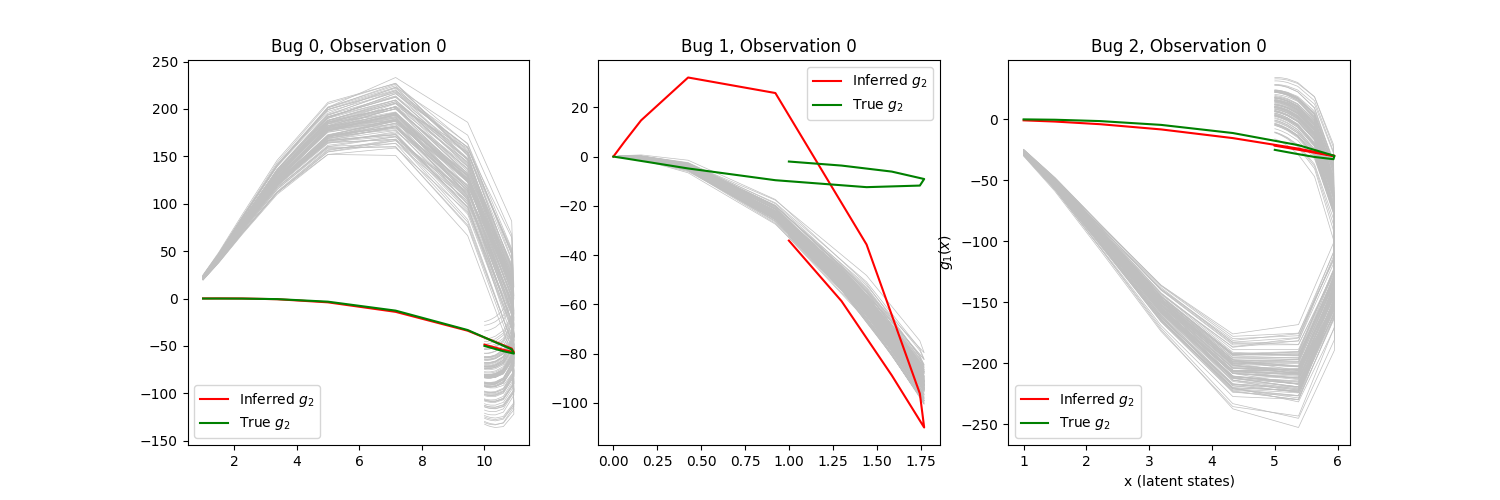 Bug 0, Observation 0
250
200
150
100
50
0
−50
−100
−150
2 4 6 8 10
Inferred g₂
True g₂
Bug 1, Observation 0
20
0
−20
−40
−60
−80
−100
0.00 0.25 0.50 0.75 1.00 1.25 1.50 1.75
Inferred g₂
True g₂
Bug 2, Observation 0
g₁(x)
0
−50
−100
−150
−200
−250
1 2 3 4 5 6
x (latent states)
Inferred g₂
True g₂